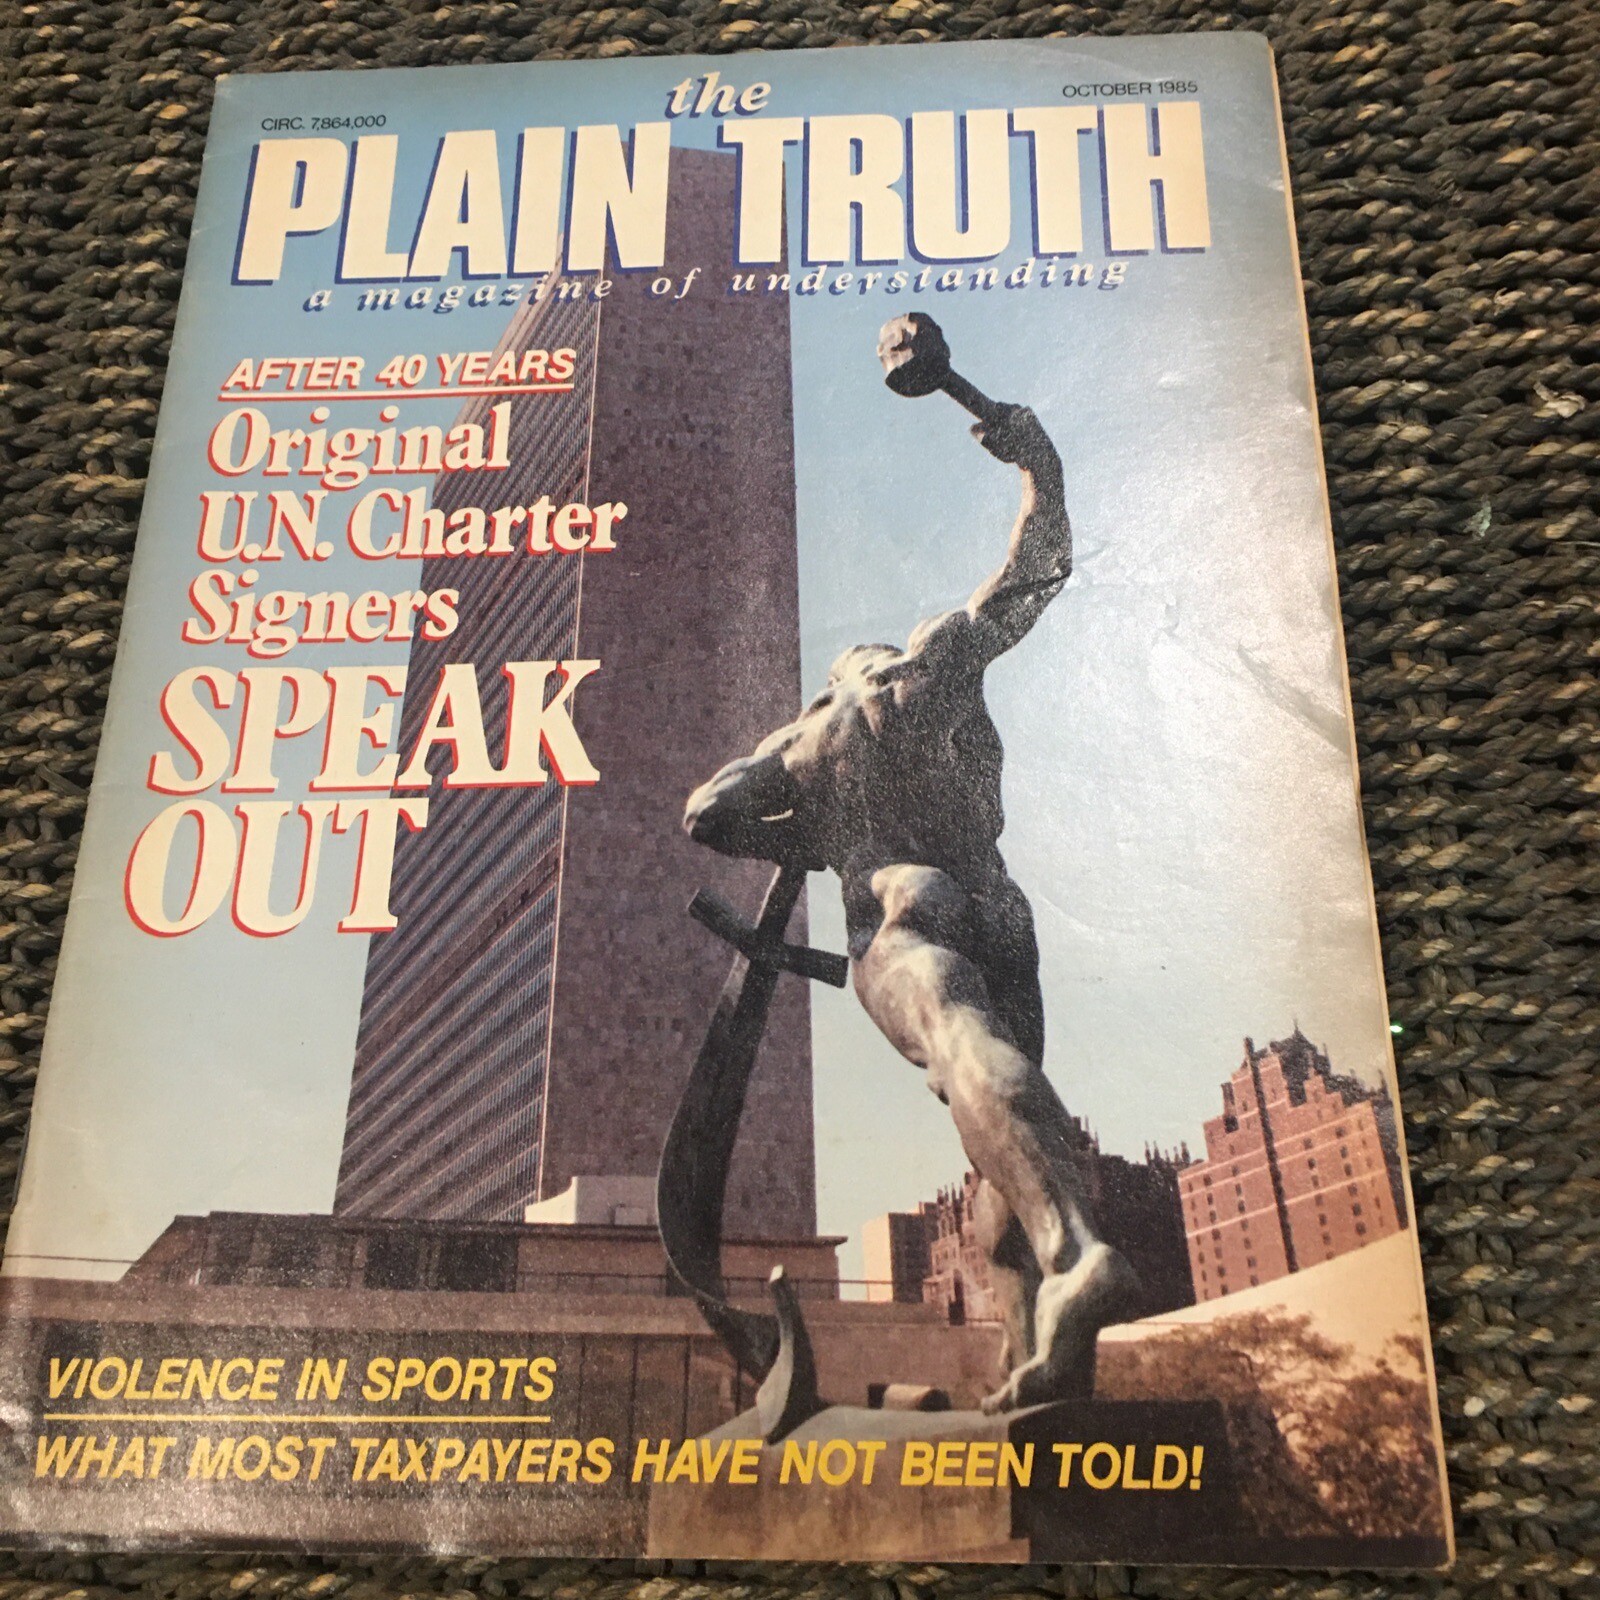 the
OCTOBER 1985
CIRC. 7,864,000
PLAIN TRUTH
a magazine of understanding
AFTER 40 YEARS
Original
U.N. Charter
Signers
SPEAK
OUT
VIOLENCE IN SPORTS
WHAT MOST TAXPAYERS HAVE NOT BEEN TOLD!